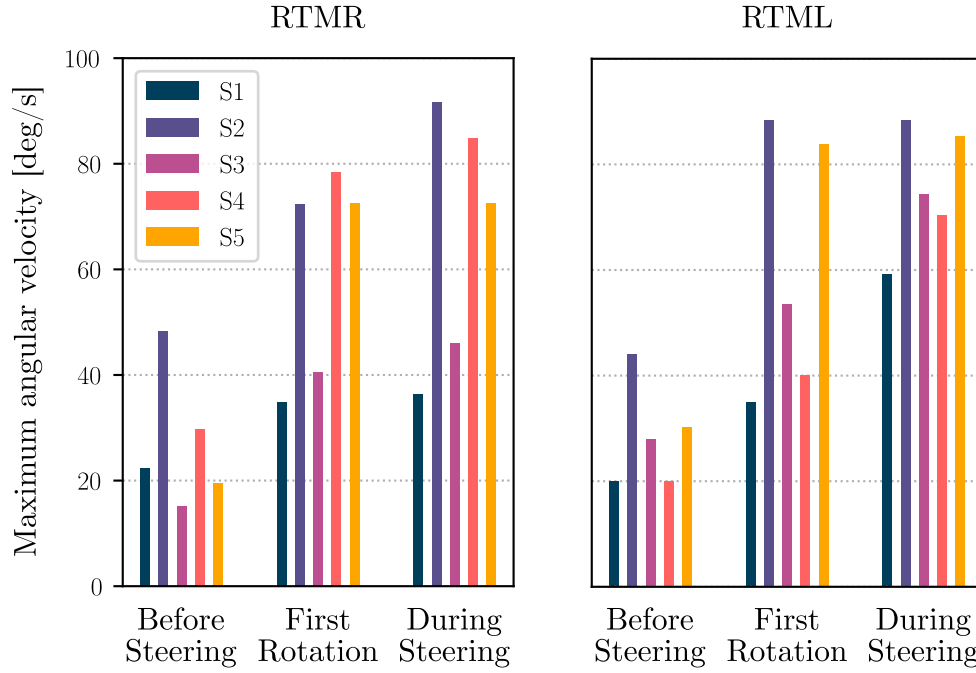 RTMR
RTML
Maximum angular velocity [deg/s]
100
80
60
40
20
0
S1
S2
S3
S4
S5
Before
Steering
First
Rotation
During
Steering
Before
Steering
First
Rotation
During
Steering